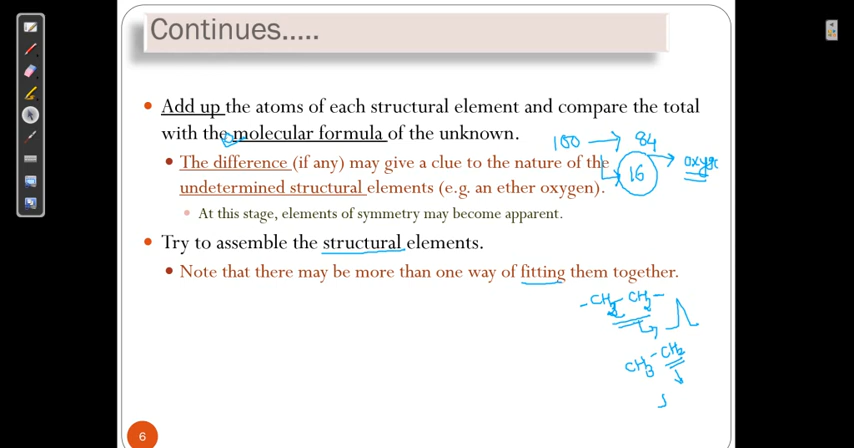 Continues.....
Add up the atoms of each structural element and compare the total
with the molecular formula of the unknown.
100 → 84
The difference (if any) may give a clue to the nature of the
16
undetermined structural elements (e.g. an ether oxygen).
At this stage, elements of symmetry may become apparent.
Try to assemble the structural elements.
Note that there may be more than one way of fitting them together.
-CH2- CH2-
CH3-CH2
6